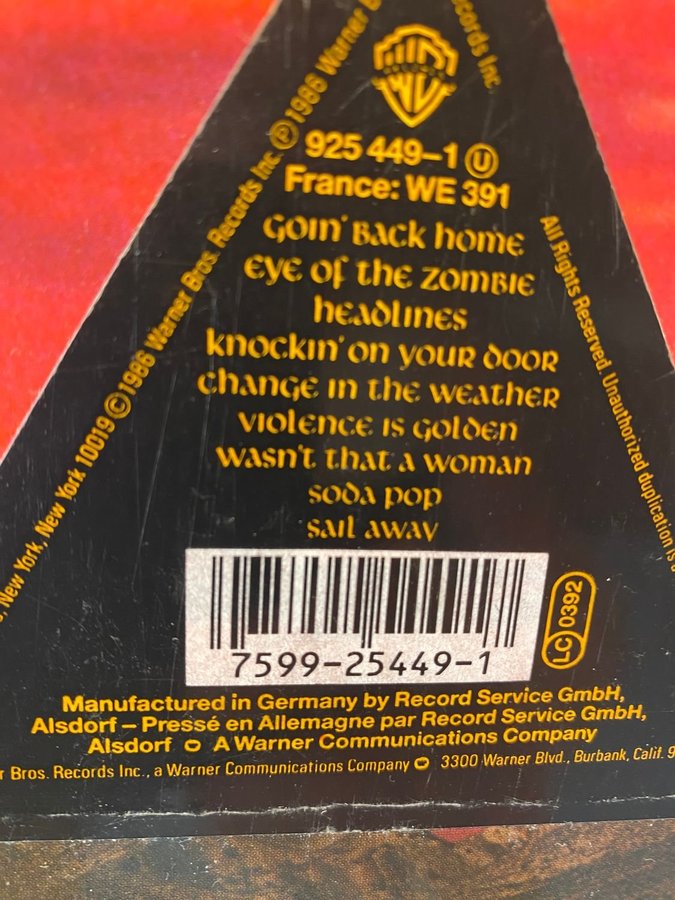 W
RECORDS
925 449–1 Ⓤ
France: WE 391
GOIN' BACK HOME
EYE OF THE ZOMBIE
HEADLINES
KNOCKIN' ON YOUR DOOR
CHANGE IN THE WEATHER
VIOLENCE IS GOLDEN
WASN'T THAT A WOMAN
SODA POP
SAIL AWAY
7599–25449–1
LC 0392
Manufactured in Germany by Record Service GmbH,
Alsdorf – Pressé en Allemagne par Record Service GmbH,
Alsdorf O A Warner Communications Company
Bros. Records Inc., a Warner Communications Company O 3300 Warner Blvd., Burbank, Calif. 9
New York, New York 10019 ©1986 Warner Bros. Records Inc. ℗1986 Warner
Records Inc.
All Rights Reserved Unauthorized duplication is